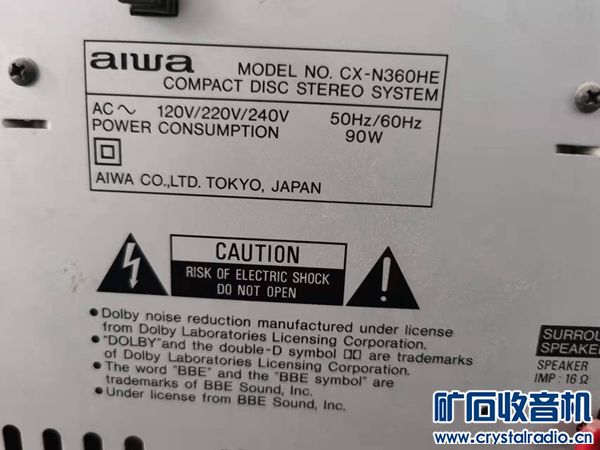 aiwa
MODEL NO. CX-N360HE
COMPACT DISC STEREO SYSTEM
AC∼ 120V/220V/240V 50Hz/60Hz
POWER CONSUMPTION 90W
AIWA CO.,LTD. TOKYO, JAPAN
CAUTION
RISK OF ELECTRIC SHOCK
DO NOT OPEN
• Dolby noise reduction manufactured under license
from Dolby Laboratories Licensing Corporation.
• "DOLBY"and the double-D symbol are trademarks
of Dolby Laboratories Licensing Corporation.
• The word "BBE" and the "BBE symbol" are
trademarks of BBE Sound, Inc.
• Under license from BBE Sound, Inc.
SURROU
SPEAKE
SPEAKER
IMP : 16 Ω
矿石收音机
www.crystalradio.cn